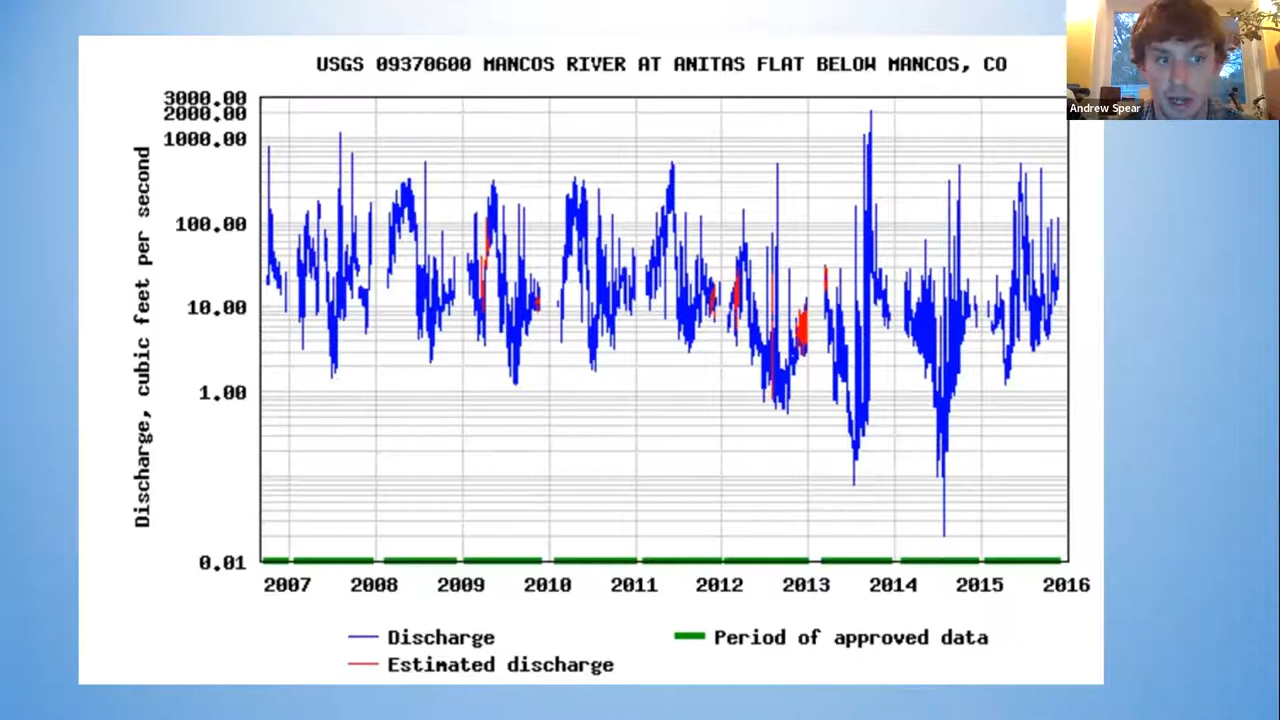 USGS 09370600 MANCOS RIVER AT ANITAS FLAT BELOW MANCOS, CO
Andrew Spear
Discharge, cubic feet per second
3000.00
2000.00
1000.00
100.00
10.00
1.00
0.01
2007 2008 2009 2010 2011 2012 2013 2014 2015 2016
Discharge
Estimated discharge
Period of approved data